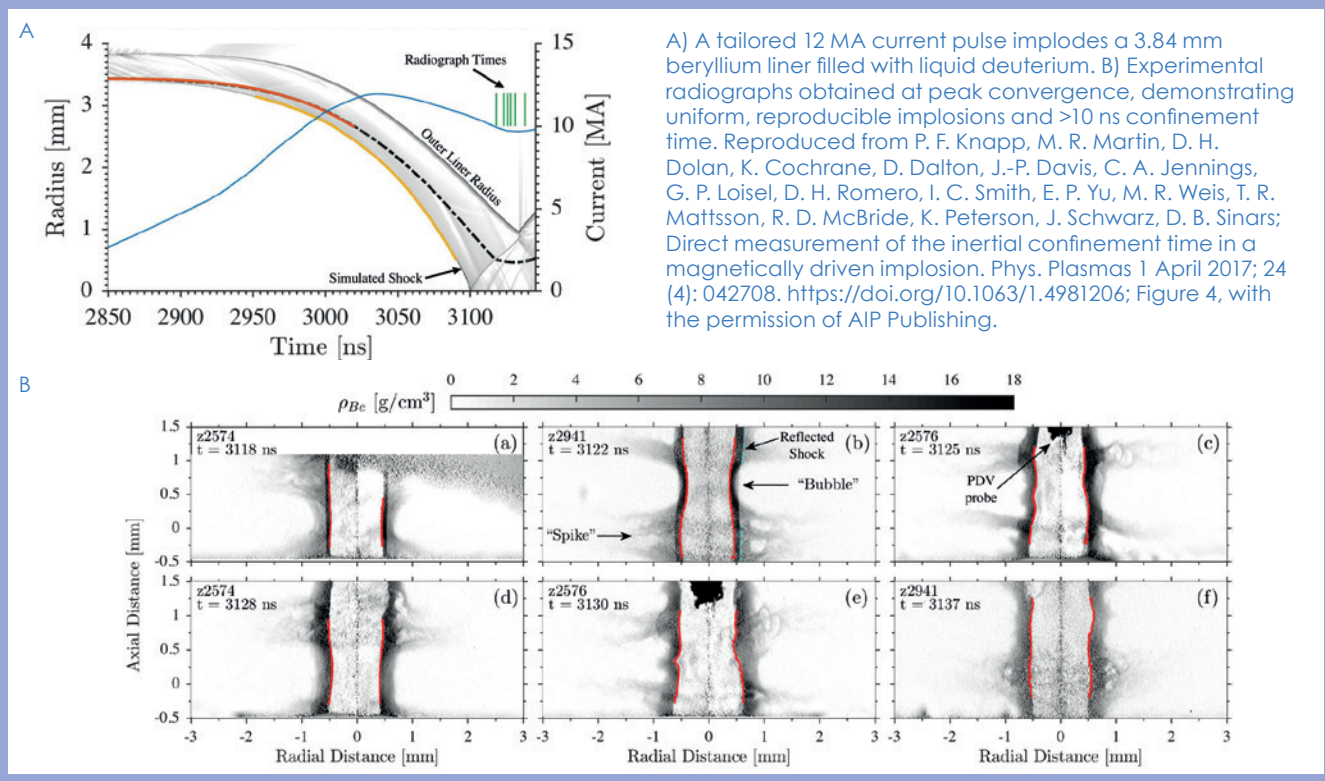 A
4
3
2
1
0
Radius [mm]
2850
2900
2950
3000
3050
3100
Time [ns]
15
10
5
0
Current [MA]
Radiograph Times
Outer Liner Radius
Simulated Shock
A) A tailored 12 MA current pulse implodes a 3.84 mm
beryllium liner filled with liquid deuterium. B) Experimental
radiographs obtained at peak convergence, demonstrating
uniform, reproducible implosions and >10 ns confinement
time. Reproduced from P. F. Knapp, M. R. Martin, D. H.
Dolan, K. Cochrane, D. Dalton, J.-P. Davis, C. A. Jennings,
G. P. Loisel, D. H. Romero, I. C. Smith, E. P. Yu, M. R. Weis, T. R.
Mattsson, R. D. McBride, K. Peterson, J. Schwarz, D. B. Sinars;
Direct measurement of the inertial confinement time in a
magnetically driven implosion. Phys. Plasmas 1 April 2017; 24
(4): 042708. https://doi.org/10.1063/1.4981206; Figure 4, with
the permission of AIP Publishing.
B
0 2 4 6 8 10 12 14 16 18
ρBe [g/cm³]
Axial Distance [mm]
1.5
1
0.5
0
-0.5
z2574
t = 3118 ns
(a)
z2941
t = 3122 ns
(b)
Reflected
Shock
"Bubble"
"Spike"
z2576
t = 3125 ns
(c)
PDV
probe
1.5
1
0.5
0
-0.5
z2574
t = 3128 ns
(d)
z2576
t = 3130 ns
(e)
z2941
t = 3137 ns
(f)
-3 -2 -1 0 1 2 3
-3 -2 -1 0 1 2 3
-3 -2 -1 0 1 2 3
Radial Distance [mm]
Radial Distance [mm]
Radial Distance [mm]